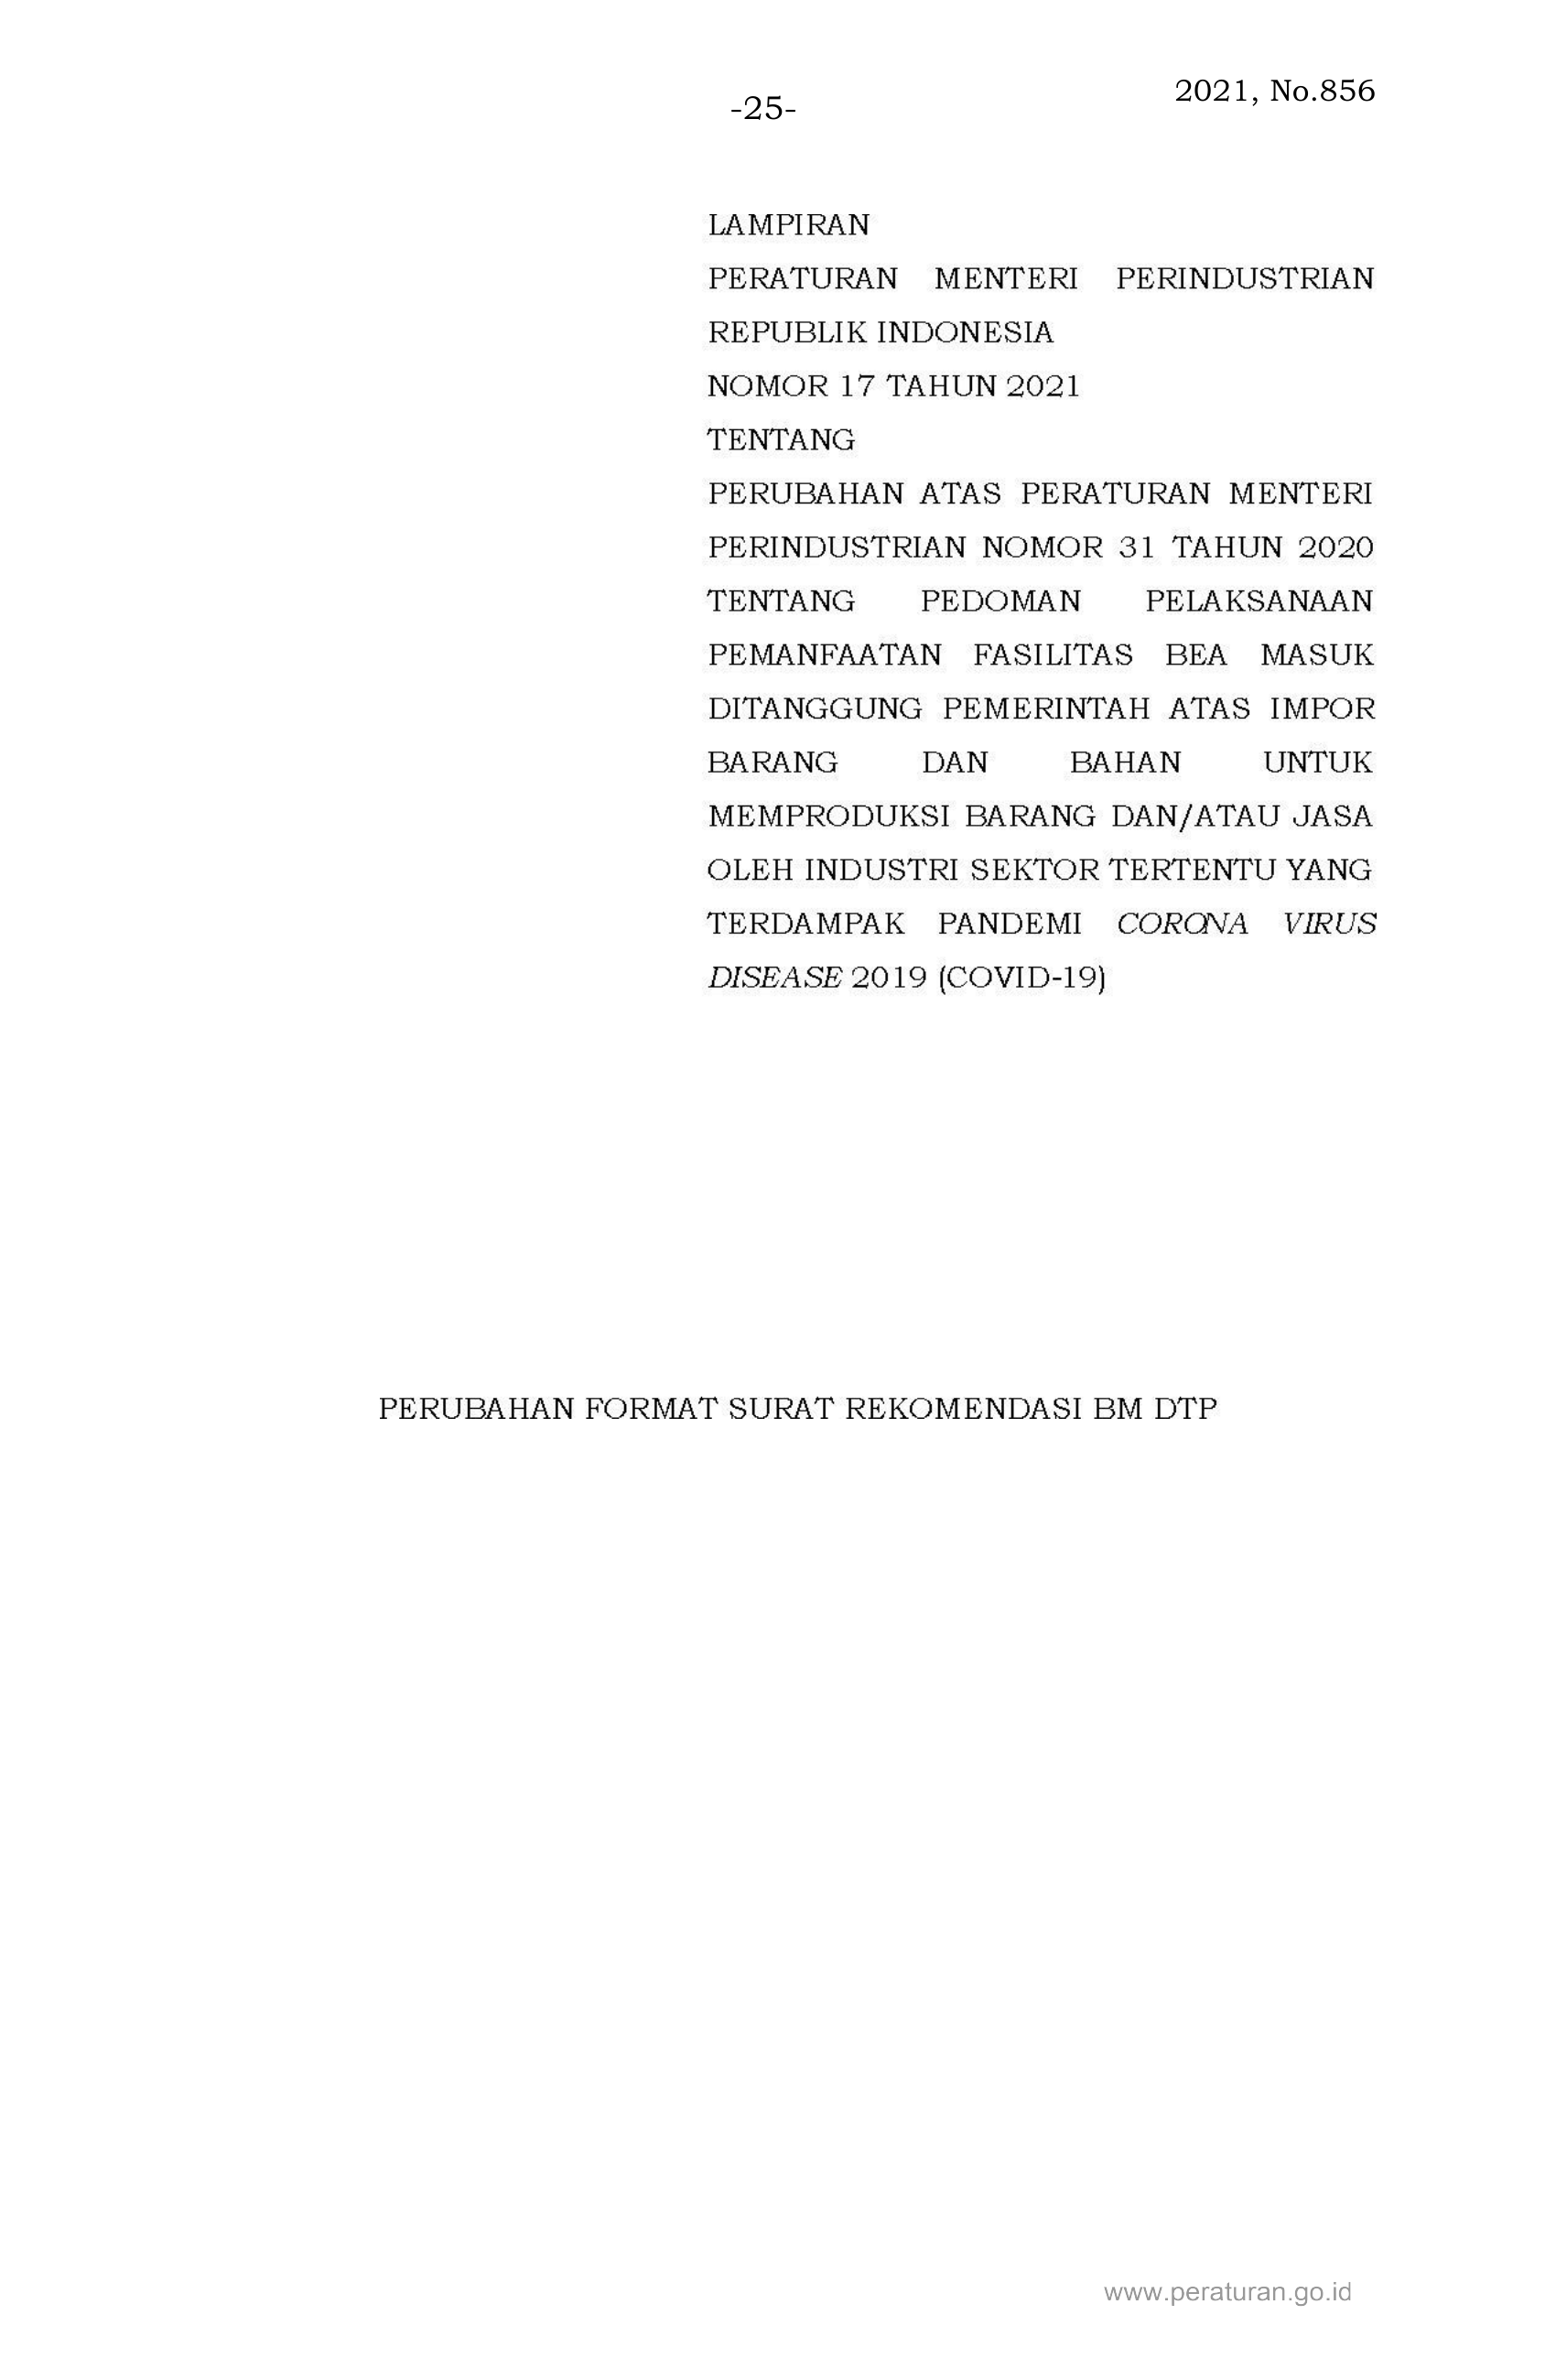 2021, No.856
-25-
LAMPIRAN
PERATURAN MENTERI PERINDUSTRIAN
REPUBLIK INDONESIA
NOMOR 17 TAHUN 2021
TENTANG
PERUBAHAN ATAS PERATURAN MENTERI
PERINDUSTRIAN NOMOR 31 TAHUN 2020
TENTANG PEDOMAN PELAKSANAAN
PEMANFAATAN FASILITAS BEA MASUK
DITANGGUNG PEMERINTAH ATAS IMPOR
BARANG DAN BAHAN UNTUK
MEMPRODUKSI BARANG DAN/ATAU JASA
OLEH INDUSTRI SEKTOR TERTENTU YANG
TERDAMPAK PANDEMI CORONA VIRUS
DISEASE 2019 (COVID-19)
PERUBAHAN FORMAT SURAT REKOMENDASI BM DTP
www.peraturan.go.id